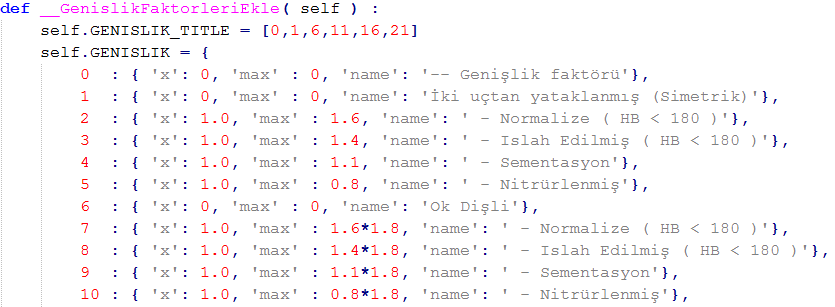 def __GenislikFaktorleriEkle( self ) :
self.GENISLIK_TITLE = [0,1,6,11,16,21]
self.GENISLIK = {
0 : { 'x': 0, 'max' : 0, 'name': '-- Genişlik faktörü'},
1 : { 'x': 0, 'max' : 0, 'name': 'İki uçtan yataklanmış (Simetrik)'},
2 : { 'x': 1.0, 'max' : 1.6, 'name': ' - Normalize ( HB < 180 )'},
3 : { 'x': 1.0, 'max' : 1.4, 'name': ' - Islah Edilmiş ( HB < 180 )'},
4 : { 'x': 1.0, 'max' : 1.1, 'name': ' - Sementasyon'},
5 : { 'x': 1.0, 'max' : 0.8, 'name': ' - Nitrürlenmiş'},
6 : { 'x': 0, 'max' : 0, 'name': 'Ok Dişli'},
7 : { 'x': 1.0, 'max' : 1.6*1.8, 'name': ' - Normalize ( HB < 180 )'},
8 : { 'x': 1.0, 'max' : 1.4*1.8, 'name': ' - Islah Edilmiş ( HB < 180 )'},
9 : { 'x': 1.0, 'max' : 1.1*1.8, 'name': ' - Sementasyon'},
10 : { 'x': 1.0, 'max' : 0.8*1.8, 'name': ' - Nitrürlenmiş'},